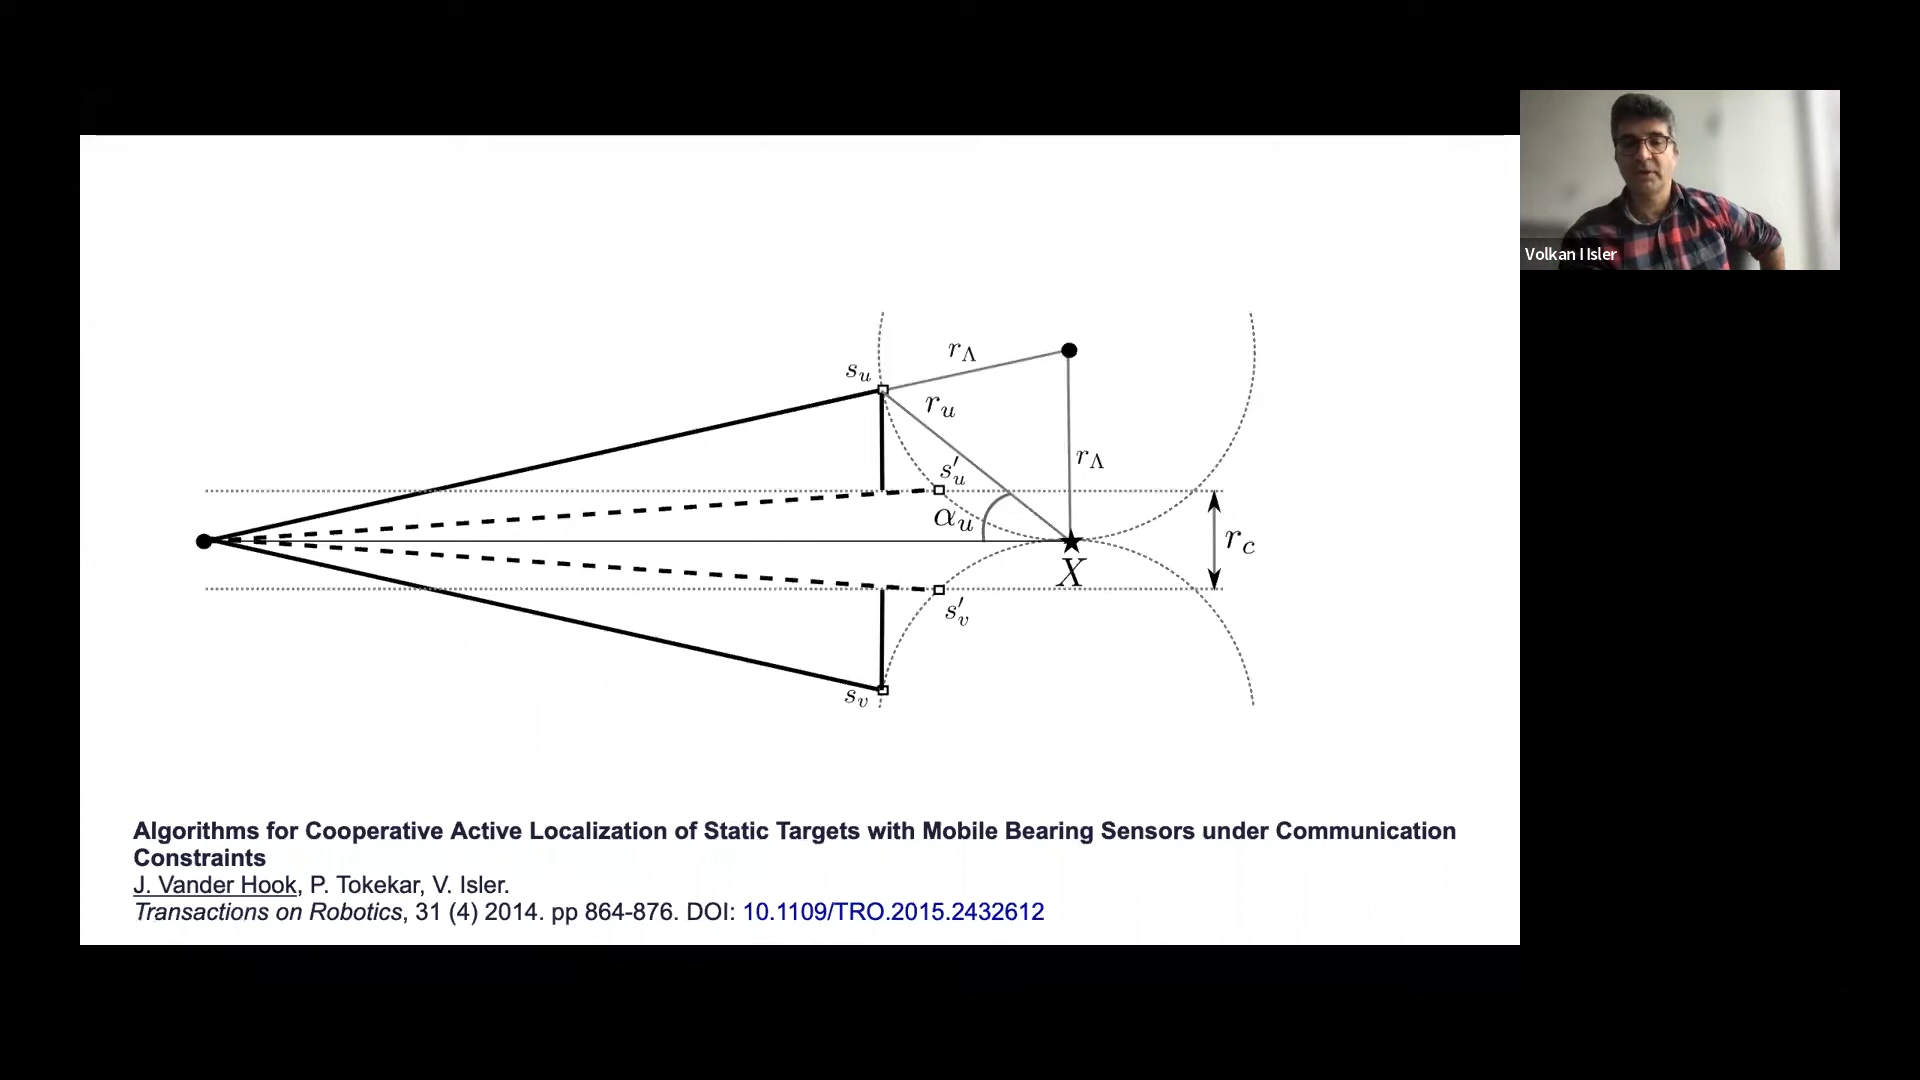 Volkan Isler
r_Λ
s_u
r_u
r_Λ
s'_u
α_u
r_c
X
s'_v
s_v
Algorithms for Cooperative Active Localization of Static Targets with Mobile Bearing Sensors under Communication
Constraints
J. Vander Hook, P. Tokekar, V. Isler.
Transactions on Robotics, 31 (4) 2014. pp 864-876. DOI: 10.1109/TRO.2015.2432612